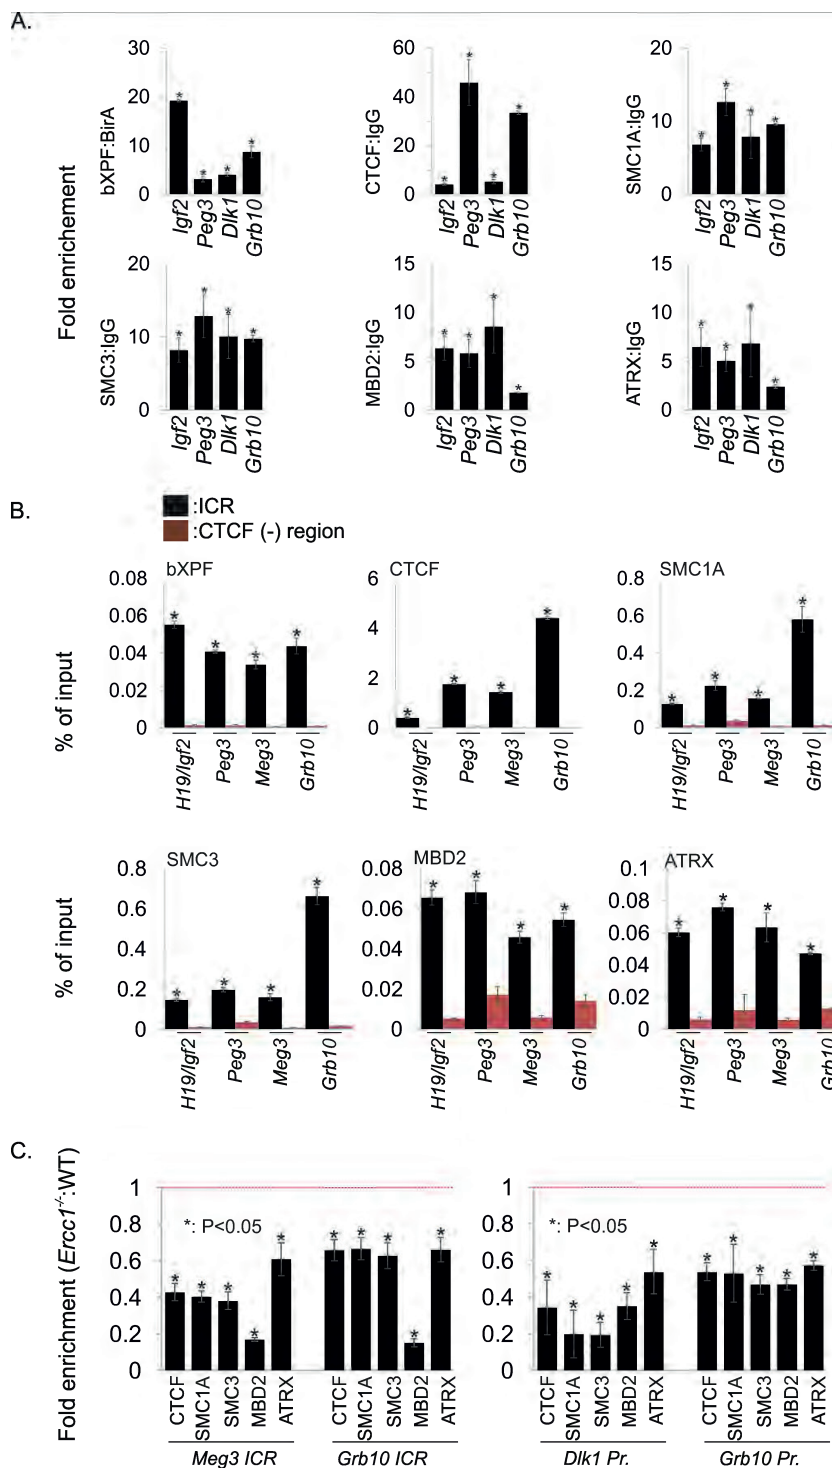 A.
Fold enrichement
bXPF:BirA
30
20
10
0
Igf2
Peg3
Dlk1
Grb10
CTCF:IgG
60
40
20
0
Igf2
Peg3
Dlk1
Grb10
SMC1A:IgG
20
10
0
Igf2
Peg3
Dlk1
Grb10
SMC3:IgG
20
10
0
Igf2
Peg3
Dlk1
Grb10
MBD2:IgG
15
10
5
0
Igf2
Peg3
Dlk1
Grb10
ATRX:IgG
15
10
5
0
Igf2
Peg3
Dlk1
Grb10
B.
:ICR
:CTCF (-) region
% of input
bXPF
0.08
0.06
0.04
0.02
0
H19/Igf2
Peg3
Meg3
Grb10
CTCF
6
4
2
0
H19/Igf2
Peg3
Meg3
Grb10
SMC1A
0.8
0.6
0.4
0.2
0
H19/Igf2
Peg3
Meg3
Grb10
% of input
SMC3
0.8
0.6
0.4
0.2
0
H19/Igf2
Peg3
Meg3
Grb10
MBD2
0.08
0.06
0.04
0.02
0
H19/Igf2
Peg3
Meg3
Grb10
ATRX
0.1
0.08
0.06
0.04
0.02
0
H19/Igf2
Peg3
Meg3
Grb10
C.
Fold enrichment (Ercc1-/-:WT)
1
0.8
0.6
0.4
0.2
0
*: P<0.05
CTCF
SMC1A
SMC3
MBD2
ATRX
CTCF
SMC1A
SMC3
MBD2
ATRX
Meg3 ICR
Grb10 ICR
1
0.8
0.6
0.4
0.2
0
*: P<0.05
CTCF
SMC1A
SMC3
MBD2
ATRX
CTCF
SMC1A
SMC3
MBD2
ATRX
Dlk1 Pr.
Grb10 Pr.